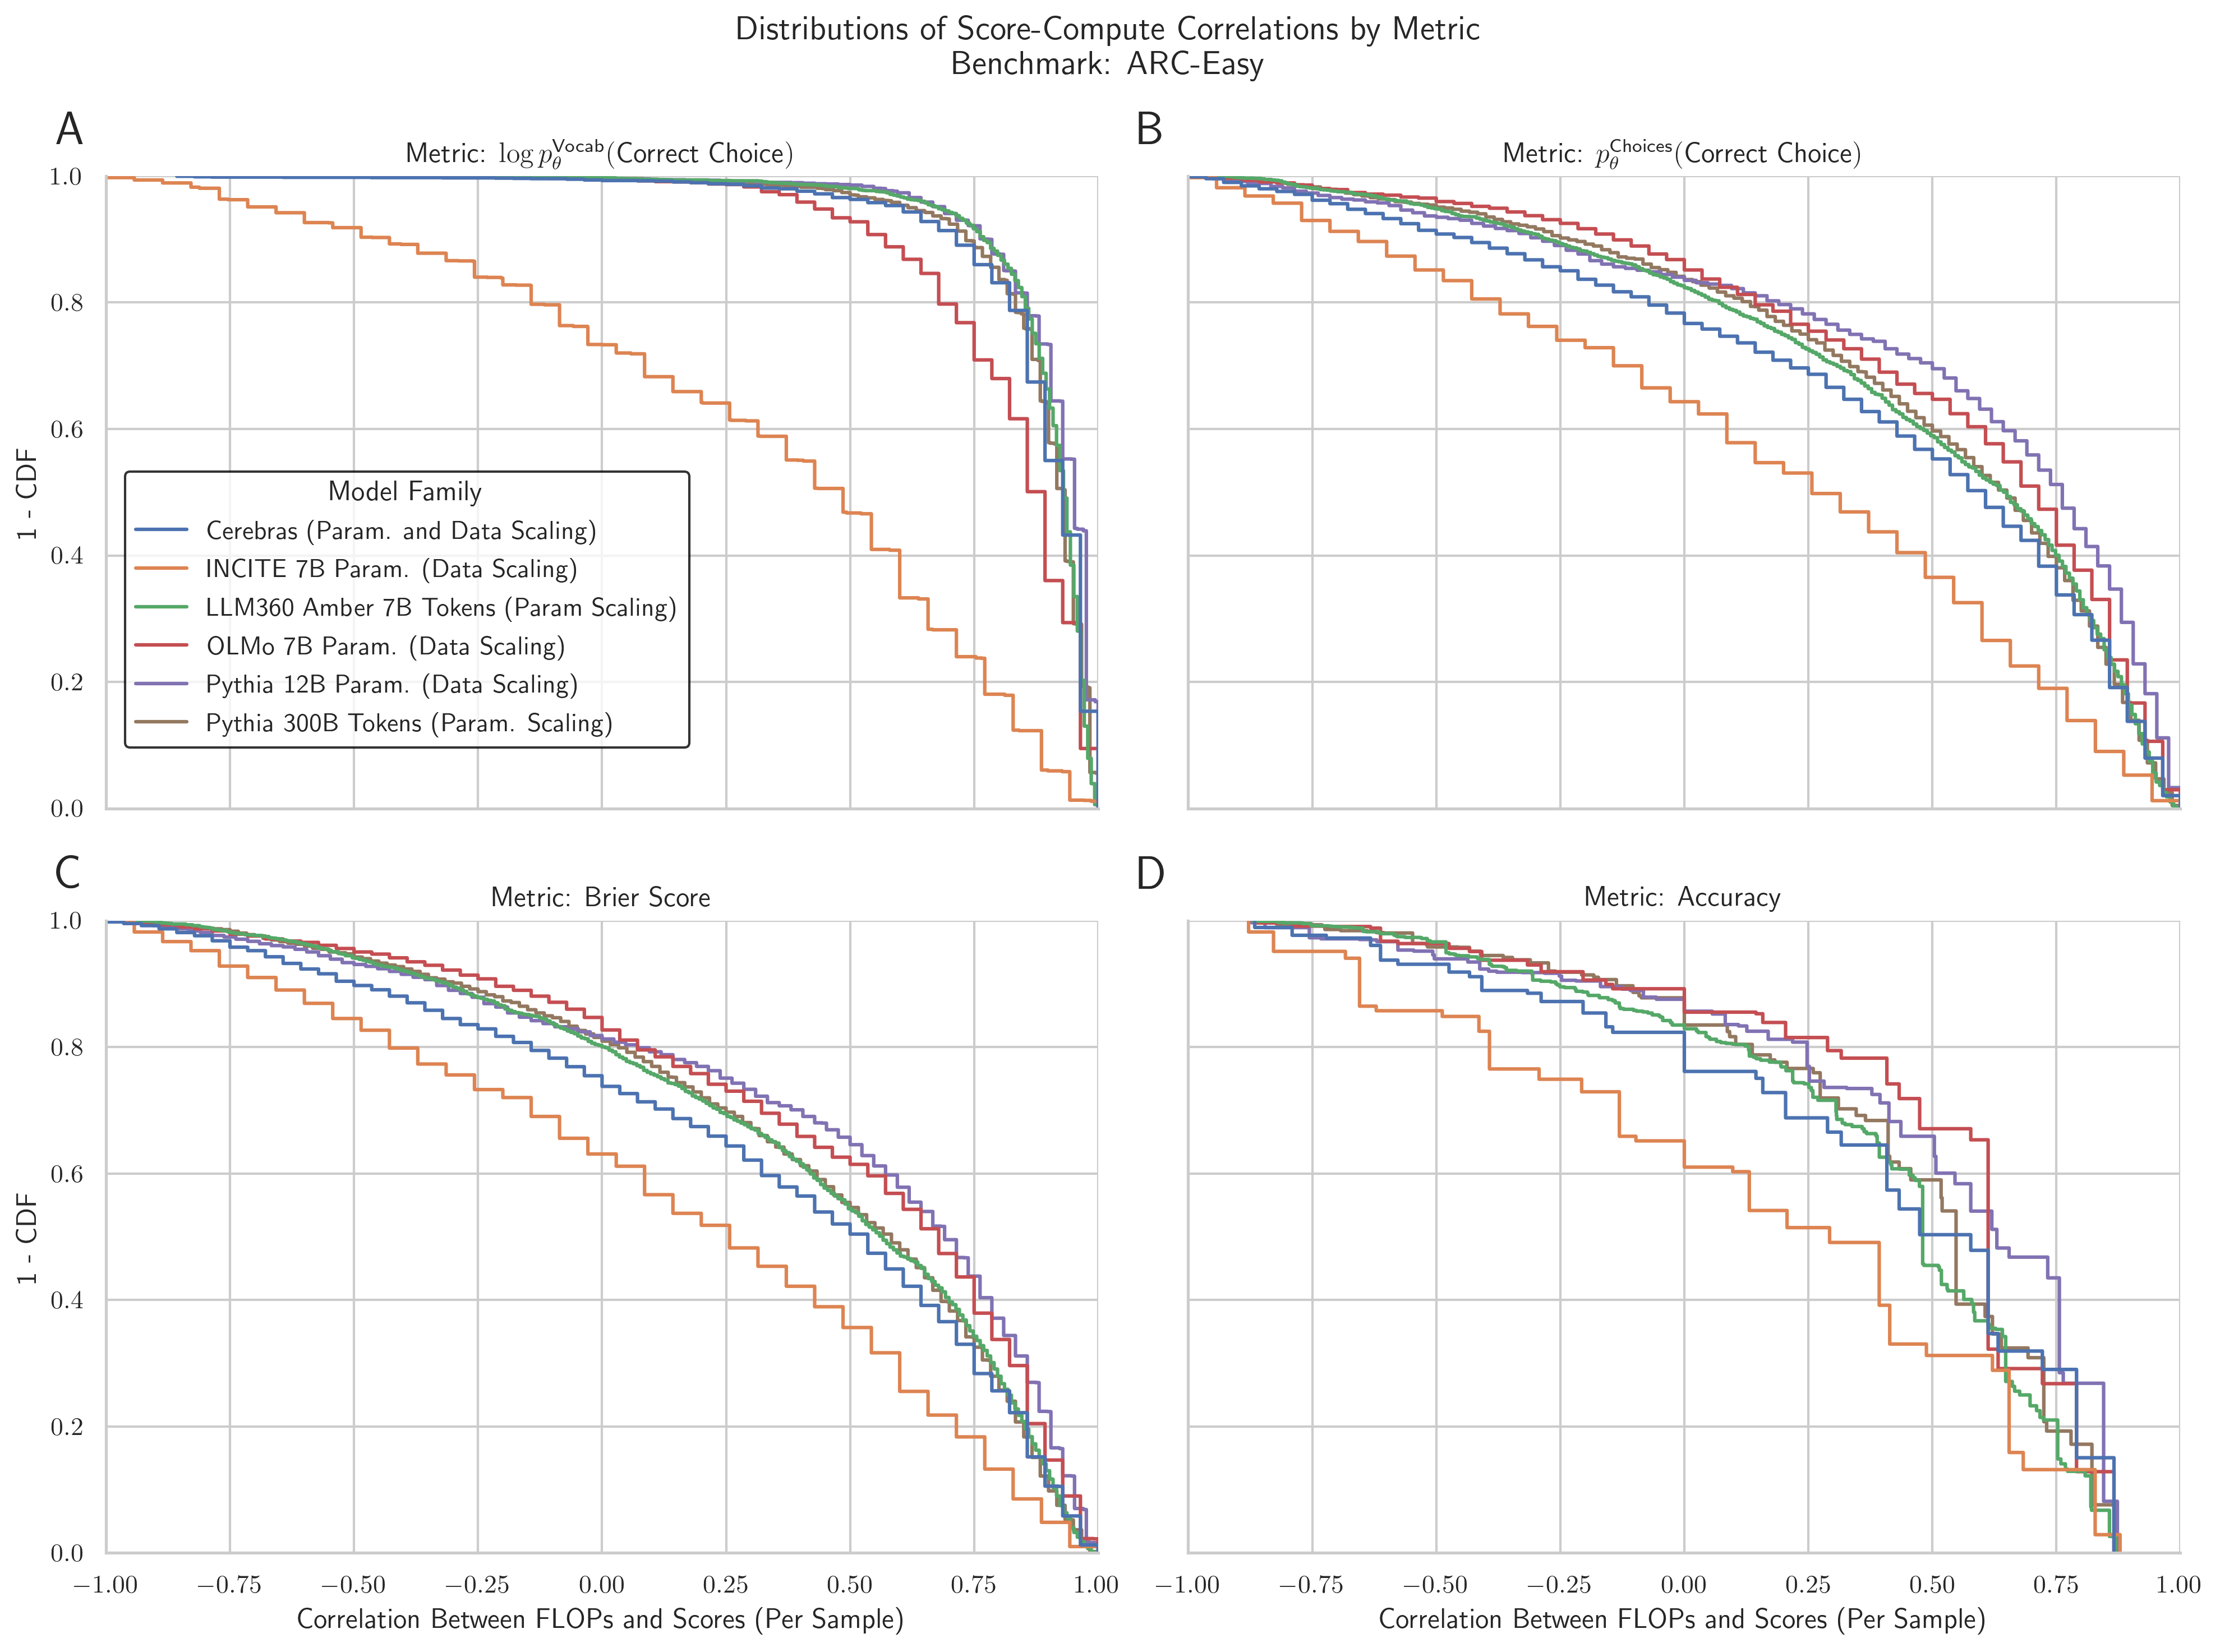 Distributions of Score-Compute Correlations by Metric
Benchmark: ARC-Easy
A
Metric: log p_θ^Vocab(Correct Choice)
1.0
0.8
0.6
0.4
0.2
0.0
1 - CDF
Model Family
Cerebras (Param. and Data Scaling)
INCITE 7B Param. (Data Scaling)
LLM360 Amber 7B Tokens (Param Scaling)
OLMo 7B Param. (Data Scaling)
Pythia 12B Param. (Data Scaling)
Pythia 300B Tokens (Param. Scaling)
B
Metric: p_θ^Choices(Correct Choice)
C
Metric: Brier Score
1.0
0.8
0.6
0.4
0.2
0.0
1 - CDF
−1.00 −0.75 −0.50 −0.25 0.00 0.25 0.50 0.75 1.00
Correlation Between FLOPs and Scores (Per Sample)
D
Metric: Accuracy
−1.00 −0.75 −0.50 −0.25 0.00 0.25 0.50 0.75 1.00
Correlation Between FLOPs and Scores (Per Sample)